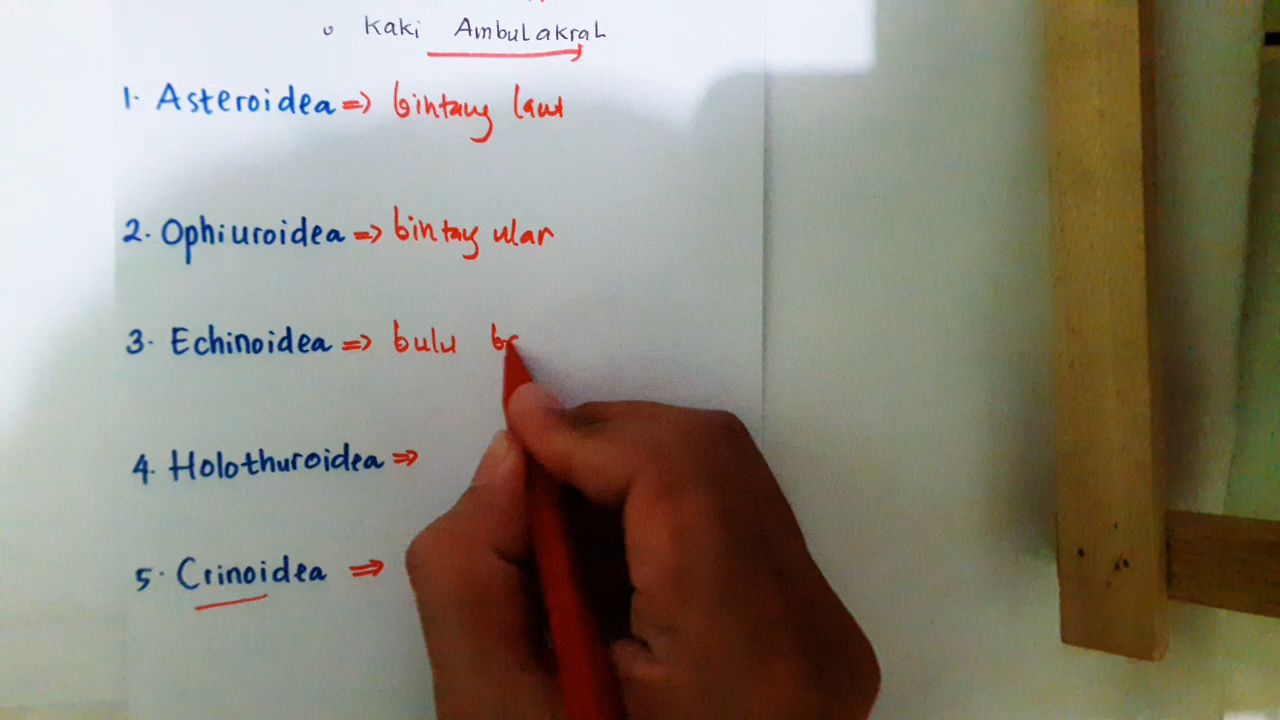 o Kaki Ambulakral
1. Asteroidea => bintang laut
2. Ophiuroidea => bintang ular
3. Echinoidea => bulu
4. Holothuroidea =>
5. Crinoidea =>